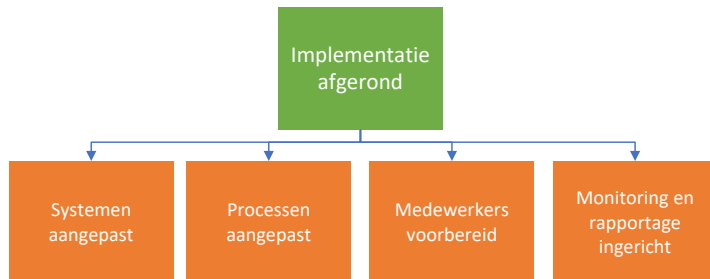 Implementatie
afgerond
Systemen
aangepast
Processen
aangepast
Medewerkers
voorbereid
Monitoring en
rapportage
ingericht